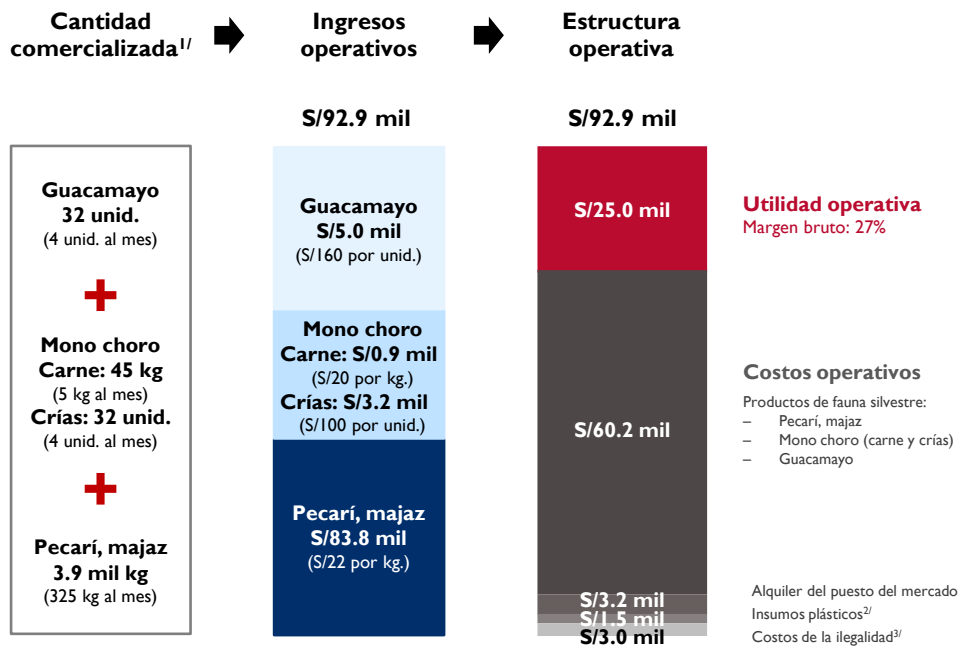 Cantidad
comercializada1/
Ingresos
operativos
Estructura
operativa
S/92.9 mil
S/92.9 mil
Guacamayo
32 unid.
(4 unid. al mes)
Mono choro
Carne: 45 kg
(5 kg al mes)
Crías: 32 unid.
(4 unid. al mes)
Pecarí, majaz
3.9 mil kg
(325 kg al mes)
Guacamayo
S/5.0 mil
(S/160 por unid.)
Mono choro
Carne: S/0.9 mil
(S/20 por kg.)
Crías: S/3.2 mil
(S/100 por unid.)
Pecarí, majaz
S/83.8 mil
(S/22 por kg.)
S/25.0 mil
S/60.2 mil
S/3.2 mil
S/1.5 mil
S/3.0 mil
Utilidad operativa
Margen bruto: 27%
Costos operativos
Productos de fauna silvestre:
– Pecarí, majaz
– Mono choro (carne y crías)
– Guacamayo
Alquiler del puesto del mercado
Insumos plásticos2/
Costos de la ilegalidad3/